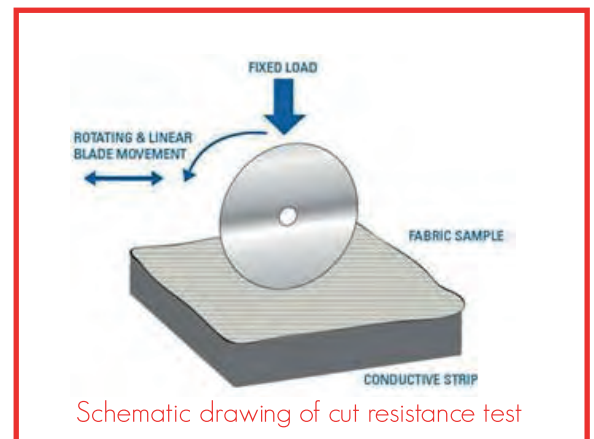 FIXED LOAD
ROTATING & LINEAR
BLADE MOVEMENT
FABRIC SAMPLE
CONDUCTIVE STRIP
Schematic drawing of cut resistance test